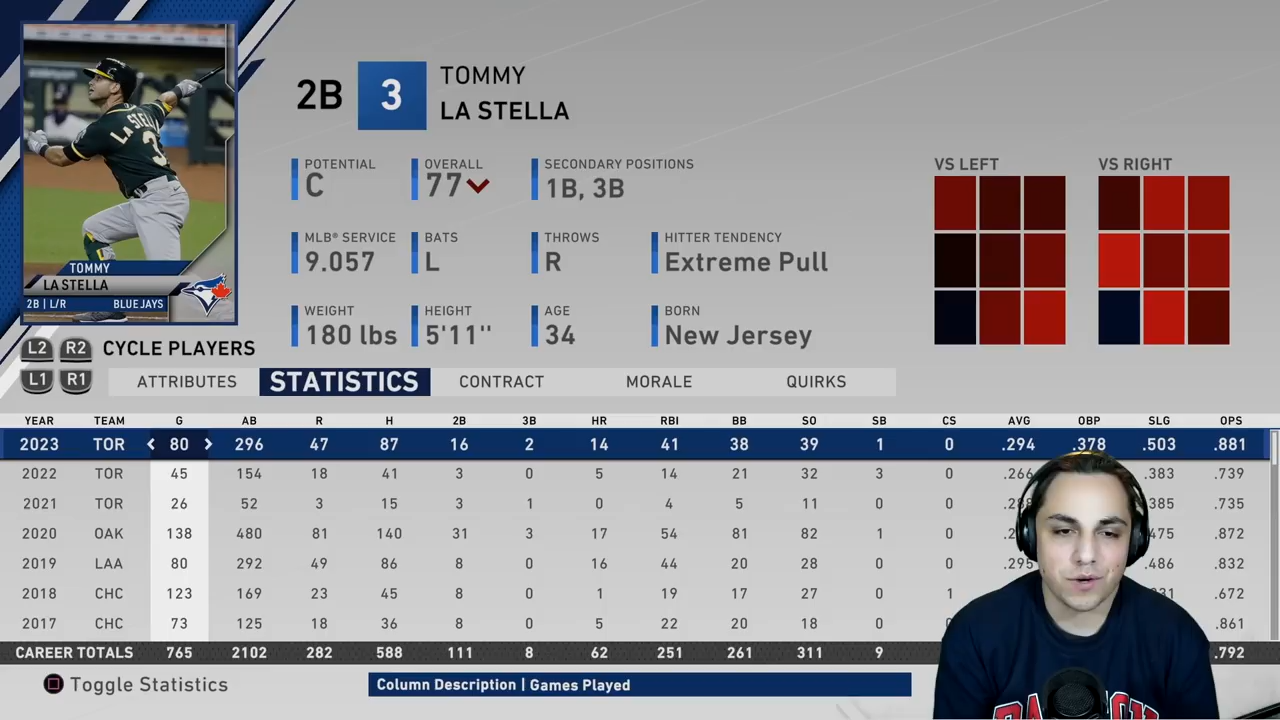 2B 3 TOMMY
LA STELLA
POTENTIAL OVERALL SECONDARY POSITIONS VS LEFT VS RIGHT
C 77 1B, 3B
MLB® SERVICE BATS THROWS HITTER TENDENCY
9.057 L R Extreme Pull
WEIGHT HEIGHT AGE BORN
180 lbs 5'11" 34 New Jersey
LA STELLA
3
TOMMY
LA STELLA
2B | L/R BLUE JAYS
L2 R2 CYCLE PLAYERS
L1 R1 ATTRIBUTES STATISTICS CONTRACT MORALE QUIRKS
YEAR TEAM G AB R H 2B 3B HR RBI BB SO SB CS AVG OBP SLG OPS
2023 TOR < 80 > 296 47 87 16 2 14 41 38 39 1 0 .294 .378 .503 .881
2022 TOR 45 154 18 41 3 0 5 14 21 32 3 0 .266 .383 .739
2021 TOR 26 52 3 15 3 1 0 4 5 11 0 0 .385 .735
2020 OAK 138 480 81 140 31 3 17 54 81 82 1 0 .872
2019 LAA 80 292 49 86 8 0 16 44 20 28 0 0 .295 .486 .832
2018 CHC 123 169 23 45 8 0 1 19 17 27 0 1 .672
2017 CHC 73 125 18 36 8 0 5 22 20 18 0 .861
CAREER TOTALS 765 2102 282 588 111 8 62 251 261 311 9 .792
Toggle Statistics Column Description | Games Played